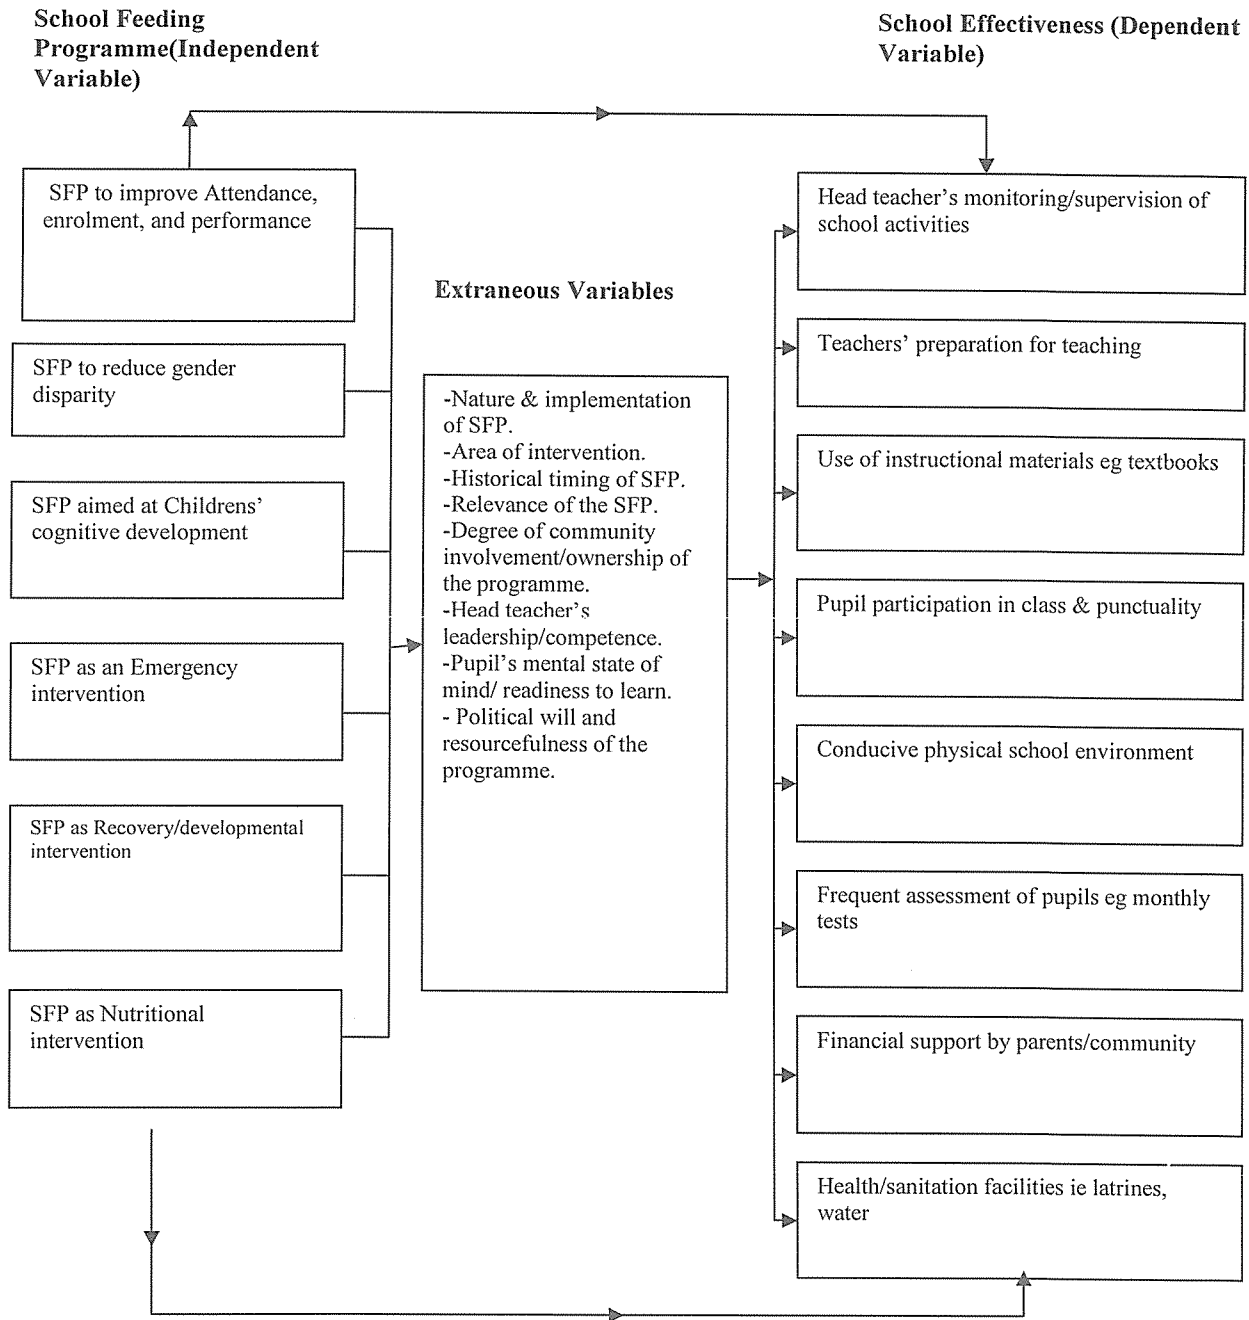 School Feeding
Programme(Independent
Variable)
School Effectiveness (Dependent
Variable)
SFP to improve Attendance,
enrolment, and performance
SFP to reduce gender
disparity
SFP aimed at Childrens'
cognitive development
SFP as an Emergency
intervention
SFP as Recovery/developmental
intervention
SFP as Nutritional
intervention
Extraneous Variables
-Nature & implementation
of SFP.
-Area of intervention.
-Historical timing of SFP.
-Relevance of the SFP.
-Degree of community
involvement/ownership of
the programme.
-Head teacher's
leadership/competence.
-Pupil's mental state of
mind/ readiness to learn.
- Political will and
resourcefulness of the
programme.
Head teacher's monitoring/supervision of
school activities
Teachers' preparation for teaching
Use of instructional materials eg textbooks
Pupil participation in class & punctuality
Conducive physical school environment
Frequent assessment of pupils eg monthly
tests
Financial support by parents/community
Health/sanitation facilities ie latrines,
water